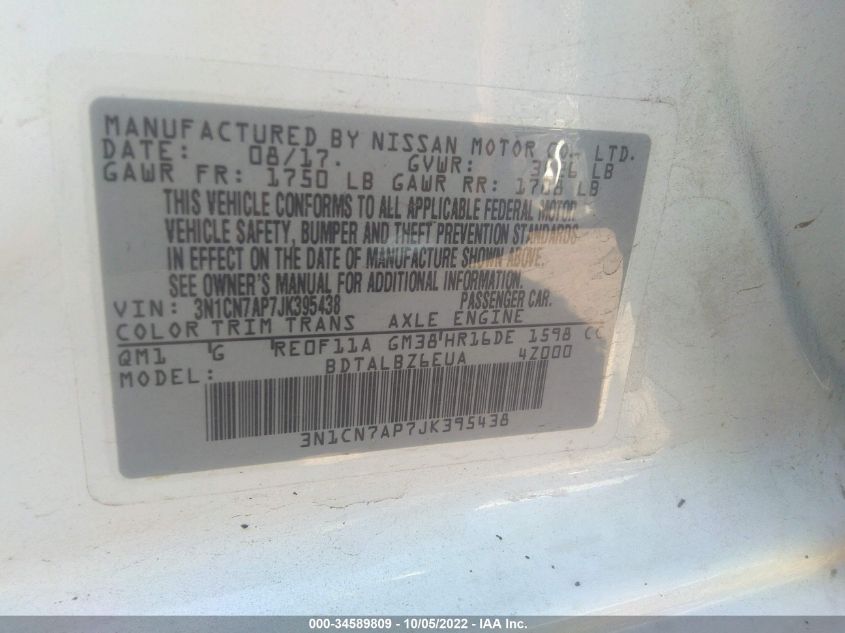 MANUFACTURED BY NISSAN MOTOR CO., LTD.
DATE: 08/17. GVWR: LB
GAWR FR: 1750 LB GAWR RR: LB
THIS VEHICLE CONFORMS TO ALL APPLICABLE FEDERAL MOTOR
VEHICLE SAFETY, BUMPER AND THEFT PREVENTION STANDARDS
IN EFFECT ON THE DATE OF MANUFACTURE SHOWN ABOVE.
SEE OWNER'S MANUAL FOR ADDITIONAL INFORMATION.
VIN: 3N1CN7AP7JK395438 PASSENGER CAR.
COLOR TRIM TRANS AXLE ENGINE
QM1 G RE0F11A GM38 HR16DE 1598 CC
MODEL: BDTALBZ6EUA 4Z000
3N1CN7AP7JK395438
000-34589809 - 10/05/2022 - IAA Inc.